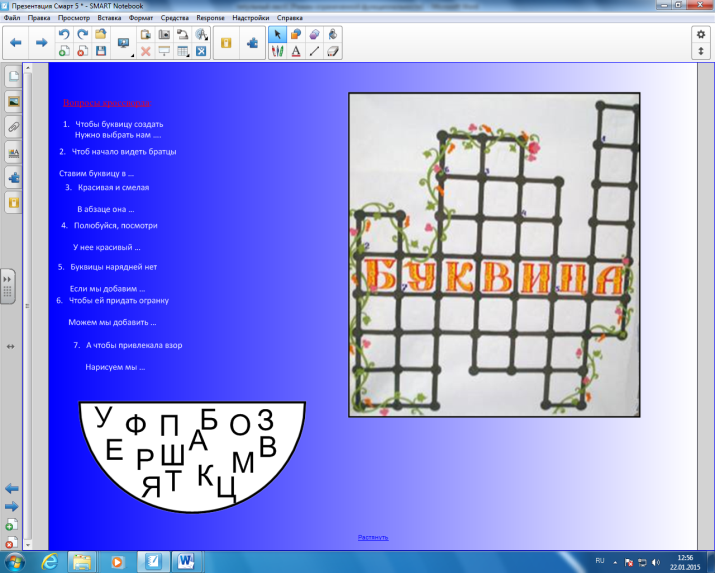 Презентация Смарт 5 * - SMART Notebook
Файл Правка Просмотр Вставка Формат Средства Response Надстройки Справка
Вопросы кроссворда:
1. Чтобы буквицу создать
Нужно выбрать нам ....
2. Чтоб начало видеть братцы
Ставим буквицу в ...
3. Красивая и смелая
В абзаце она ...
4. Полюбуйся, посмотри
У нее красивый ...
5. Буквицы нарядней нет
Если мы добавим ...
6. Чтобы ей придать огранку
Можем мы добавить ...
7. А чтобы привлекала взор
Нарисуем мы ...
БУКВИЦА
У Ф П Б О З
Е Р Ш А М В
Я Т К Ц
Растянуть
RU 12:56
22.01.2015